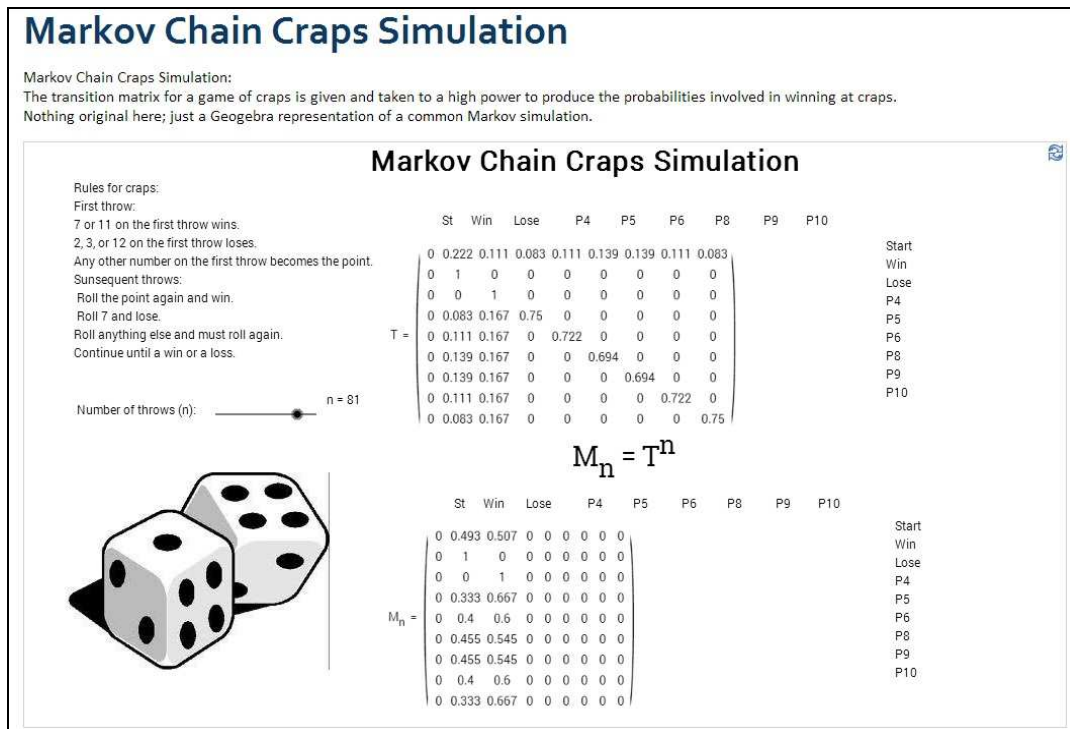 Markov Chain Craps Simulation
Markov Chain Craps Simulation:
The transition matrix for a game of craps is given and taken to a high power to produce the probabilities involved in winning at craps.
Nothing original here; just a Geogebra representation of a common Markov simulation.
Markov Chain Craps Simulation
Rules for craps:
First throw:
7 or 11 on the first throw wins.
2, 3, or 12 on the first throw loses.
Any other number on the first throw becomes the point.
Sunsequent throws:
Roll the point again and win.
Roll 7 and lose.
Roll anything else and must roll again.
Continue until a win or a loss.
Number of throws (n):
n = 81
St Win Lose P4 P5 P6 P8 P9 P10
T =
0 0.222 0.111 0.083 0.111 0.139 0.139 0.111 0.083
0 1 0 0 0 0 0 0 0
0 0 1 0 0 0 0 0 0
0 0.083 0.167 0.75 0 0 0 0 0
0 0.111 0.167 0 0.722 0 0 0 0
0 0.139 0.167 0 0 0.694 0 0 0
0 0.139 0.167 0 0 0 0.694 0 0
0 0.111 0.167 0 0 0 0 0.722 0
0 0.083 0.167 0 0 0 0 0 0.75
Start
Win
Lose
P4
P5
P6
P8
P9
P10
Mn = Tn
St Win Lose P4 P5 P6 P8 P9 P10
Mn =
0 0.493 0.507 0 0 0 0 0 0
0 1 0 0 0 0 0 0 0
0 0 1 0 0 0 0 0 0
0 0.333 0.667 0 0 0 0 0 0
0 0.4 0.6 0 0 0 0 0 0
0 0.455 0.545 0 0 0 0 0 0
0 0.455 0.545 0 0 0 0 0 0
0 0.4 0.6 0 0 0 0 0 0
0 0.333 0.667 0 0 0 0 0 0
Start
Win
Lose
P4
P5
P6
P8
P9
P10